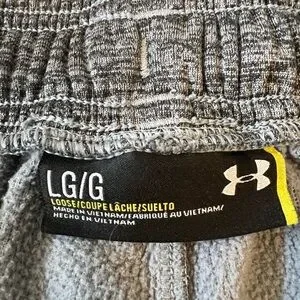 LG/G
LOOSE/COUPE LÂCHE/SUELTO
MADE IN VIETNAM/FABRIQUÉ AU VIETNAM/
HECHO EN VIETNAM